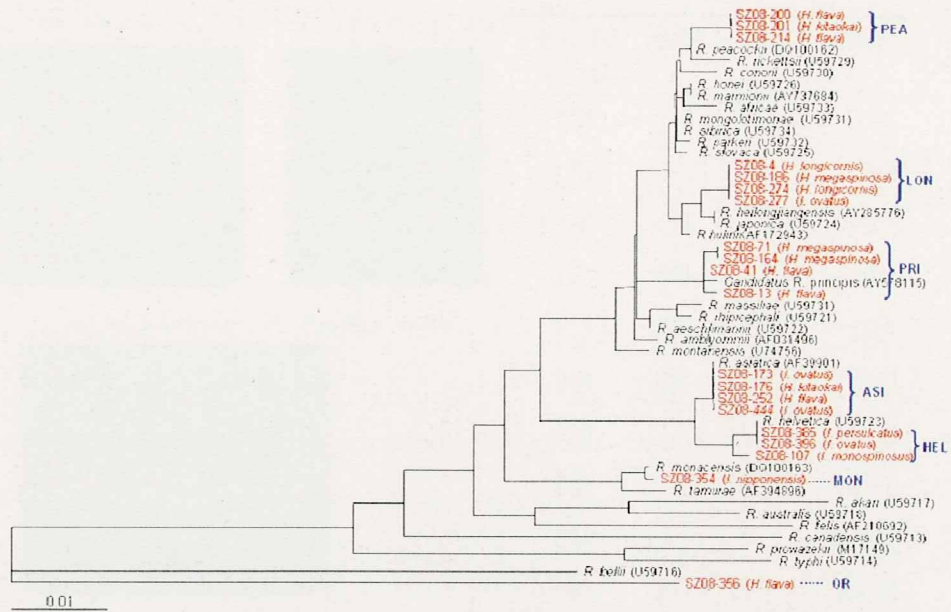 SZ08-200 (H. flava)
SZ08-201 (H. kitaokai)
SZ08-214 (H. flava)
PEA
R. peacockii (DQ100162)
R. rickettsii (U59729)
R. conorii (U59730)
R. honei (U59726)
R. marmionii (AY737684)
R. africae (U59733)
R. mongolotimonae (U59731)
R. sibirica (U59734)
R. parkeri (U59732)
R. slovaca (U59725)
SZ08-4 (H. longicornis)
SZ08-186 (H. megaspinosa)
SZ08-274 (H. longicornis)
SZ08-277 (I. ovatus)
LON
R. heilongjiangensis (AY285776)
R. japonica (U59724)
R. hulinii (AF172943)
SZ08-71 (H. megaspinosa)
SZ08-164 (H. megaspinosa)
SZ08-41 (H. flava)
PRI
Candidatus R. principis (AY578115)
SZ08-13 (H. flava)
R. massiliae (U59731)
R. rhipicephali (U59721)
R. aeschlimannii (U59722)
R. amblyommii (AF031496)
R. montanensis (U74756)
R. asiatica (AF39901)
SZ08-173 (I. ovatus)
SZ08-176 (H. kitaokai)
SZ08-252 (H. flava)
SZ08-444 (I. ovatus)
ASI
R. helvetica (U59723)
SZ08-385 (I. persulcatus)
SZ08-396 (I. ovatus)
SZ08-107 (I. monospinosus)
HEL
R. monacensis (DQ100163)
SZ08-354 (I. nipponensis) MON
R. tamurae (AF394896)
R. akari (U59717)
R. australis (U59718)
R. felis (AF210692)
R. canadensis (U59713)
R. prowazekii (M17149)
R. typhi (U59714)
R. bellii (U59716)
SZ08-356 (H. flava) OR
0.01